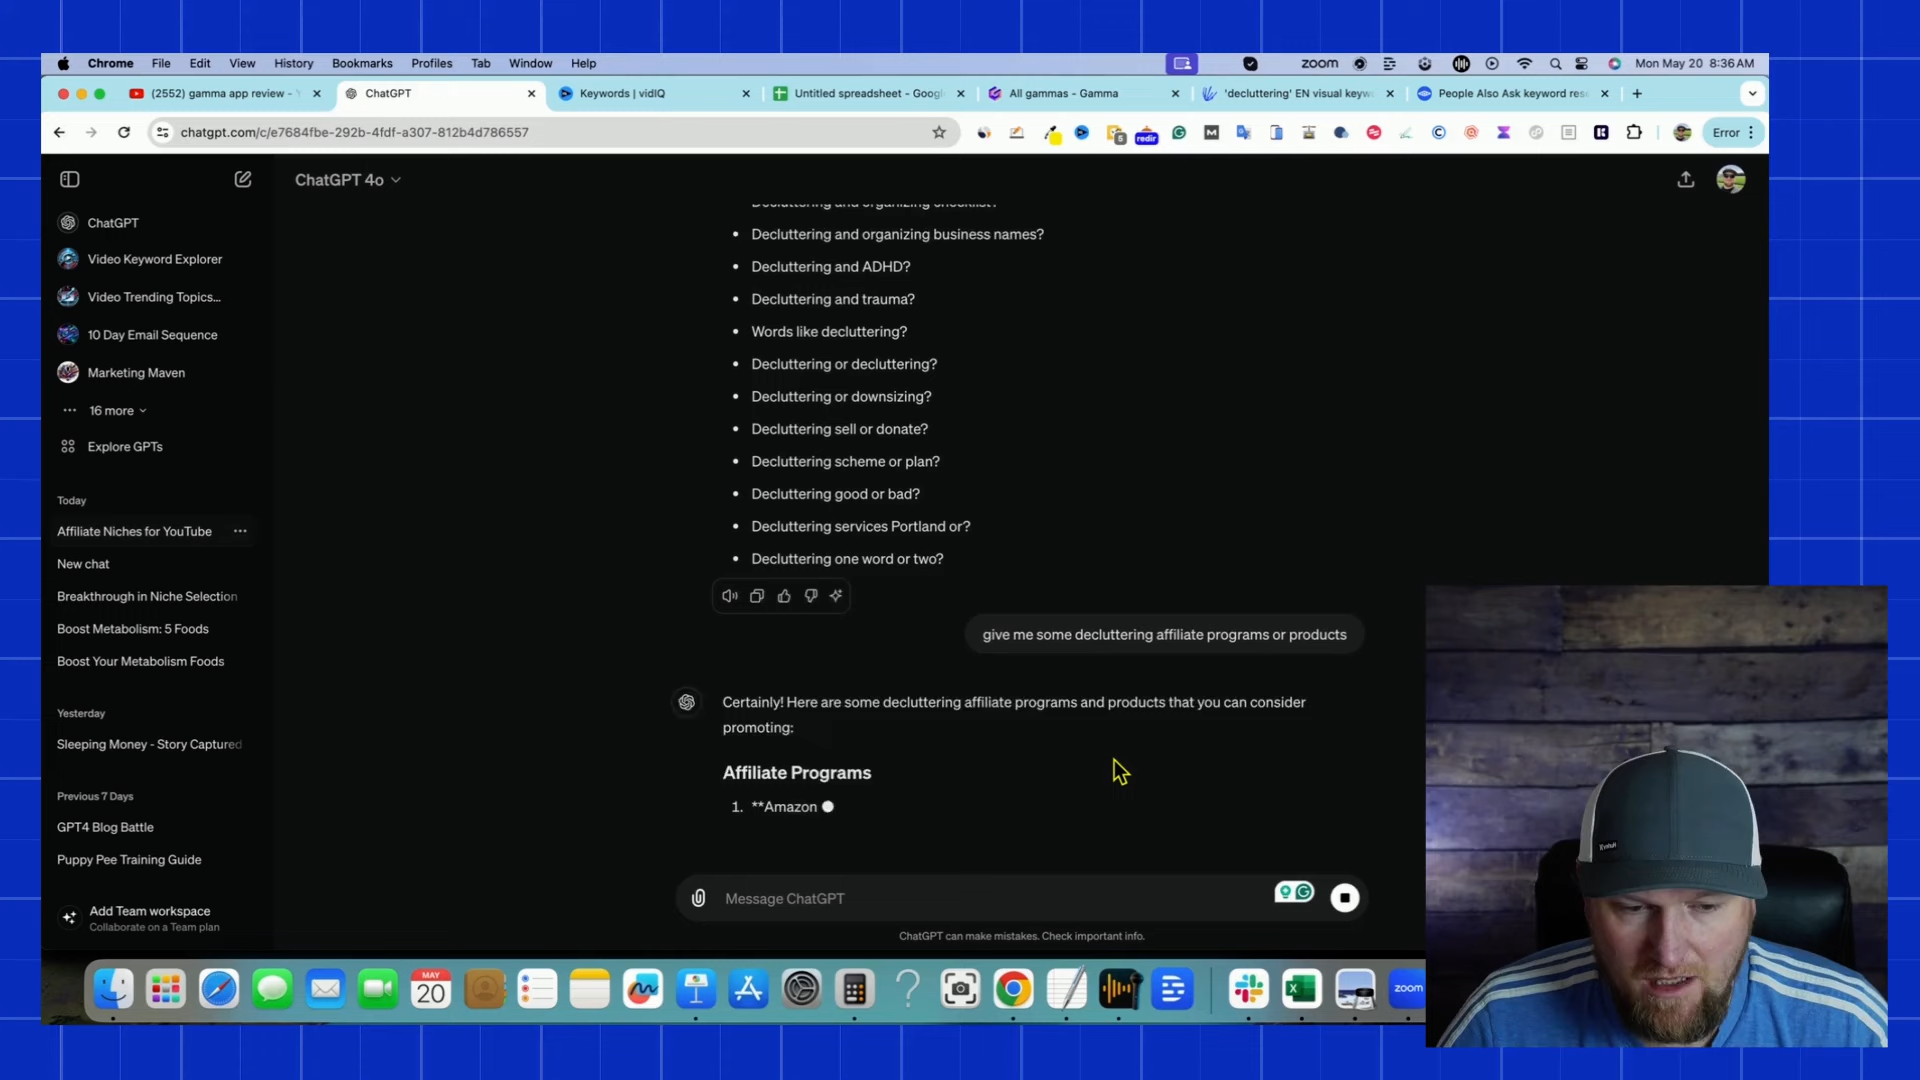 Chrome File Edit View History Bookmarks Profiles Tab Window Help zoom Mon May 20 8:36 AM
(2552) gamma app review - Y ChatGPT Keywords | vidIQ Untitled spreadsheet - Googl All gammas - Gamma 'decluttering' EN visual keyw People Also Ask keyword res
chatgpt.com/c/e7684fbe-292b-4fdf-a307-812b4d786557 Error
ChatGPT 4o
ChatGPT
Video Keyword Explorer
Video Trending Topics...
10 Day Email Sequence
Marketing Maven
16 more
Explore GPTs
Today
Affiliate Niches for YouTube
New chat
Breakthrough in Niche Selection
Boost Metabolism: 5 Foods
Boost Your Metabolism Foods
Yesterday
Sleeping Money - Story Captured
Previous 7 Days
GPT4 Blog Battle
Puppy Pee Training Guide
Add Team workspace
Collaborate on a Team plan
Decluttering and organizing checklist?
Decluttering and organizing business names?
Decluttering and ADHD?
Decluttering and trauma?
Words like decluttering?
Decluttering or decluttering?
Decluttering or downsizing?
Decluttering sell or donate?
Decluttering scheme or plan?
Decluttering good or bad?
Decluttering services Portland or?
Decluttering one word or two?
give me some decluttering affiliate programs or products
Certainly! Here are some decluttering affiliate programs and products that you can consider
promoting:
Affiliate Programs
1. **Amazon
Message ChatGPT
ChatGPT can make mistakes. Check important info.
MAY
20
zoom